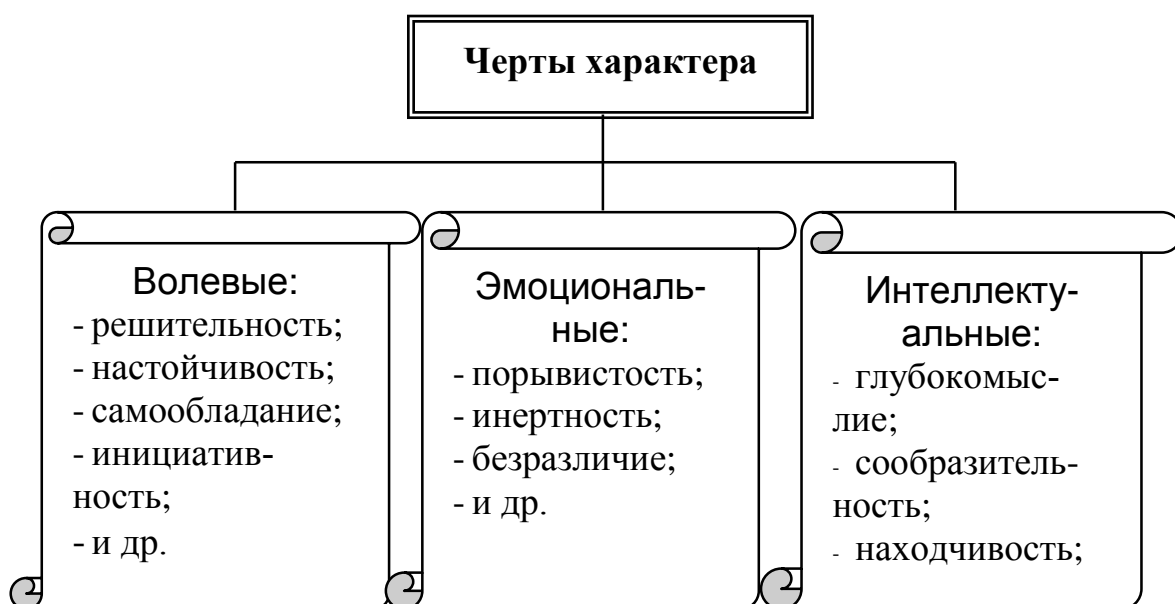 Черты характера
Волевые:
- решительность;
- настойчивость;
- самообладание;
- инициатив-
ность;
- и др.
Эмоциональ-
ные:
- порывистость;
- инертность;
- безразличие;
- и др.
Интеллекту-
альные:
- глубокомыс-
лие;
- сообразитель-
ность;
- находчивость;